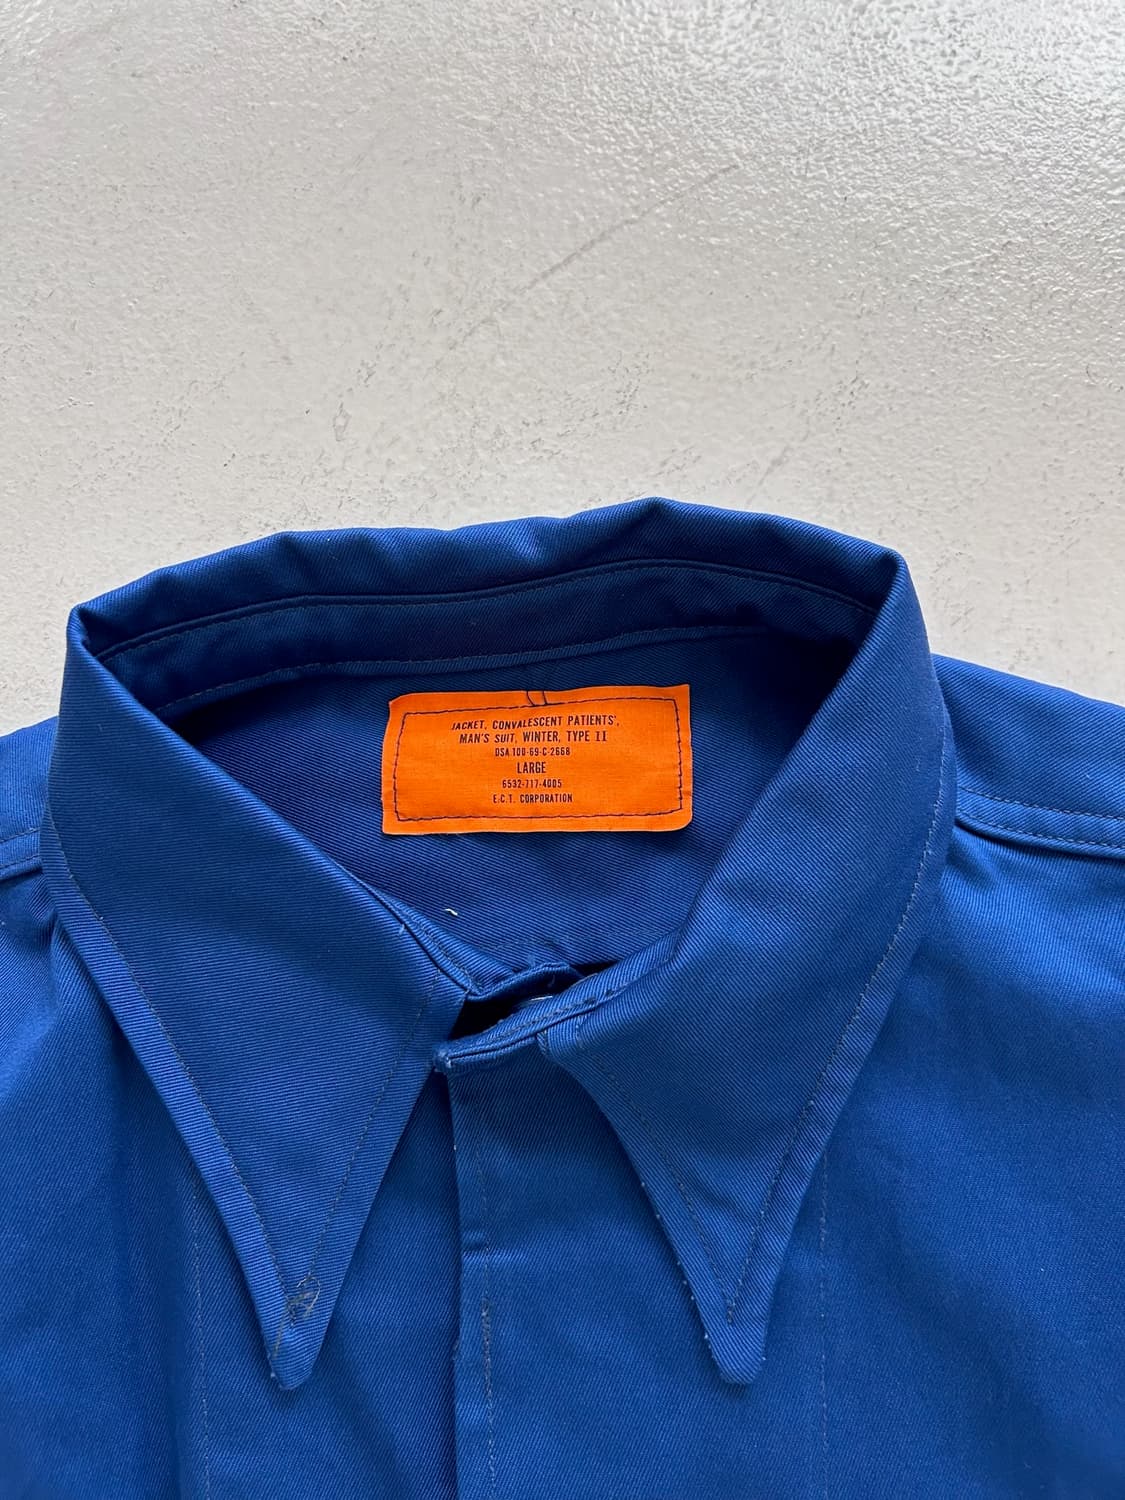 JACKET, CONVALESCENT PATIENTS',
MAN'S SUIT, WINTER, TYPE II
DSA 100-69-C-2668
LARGE
6532-717-4005
E.C.T. CORPORATION